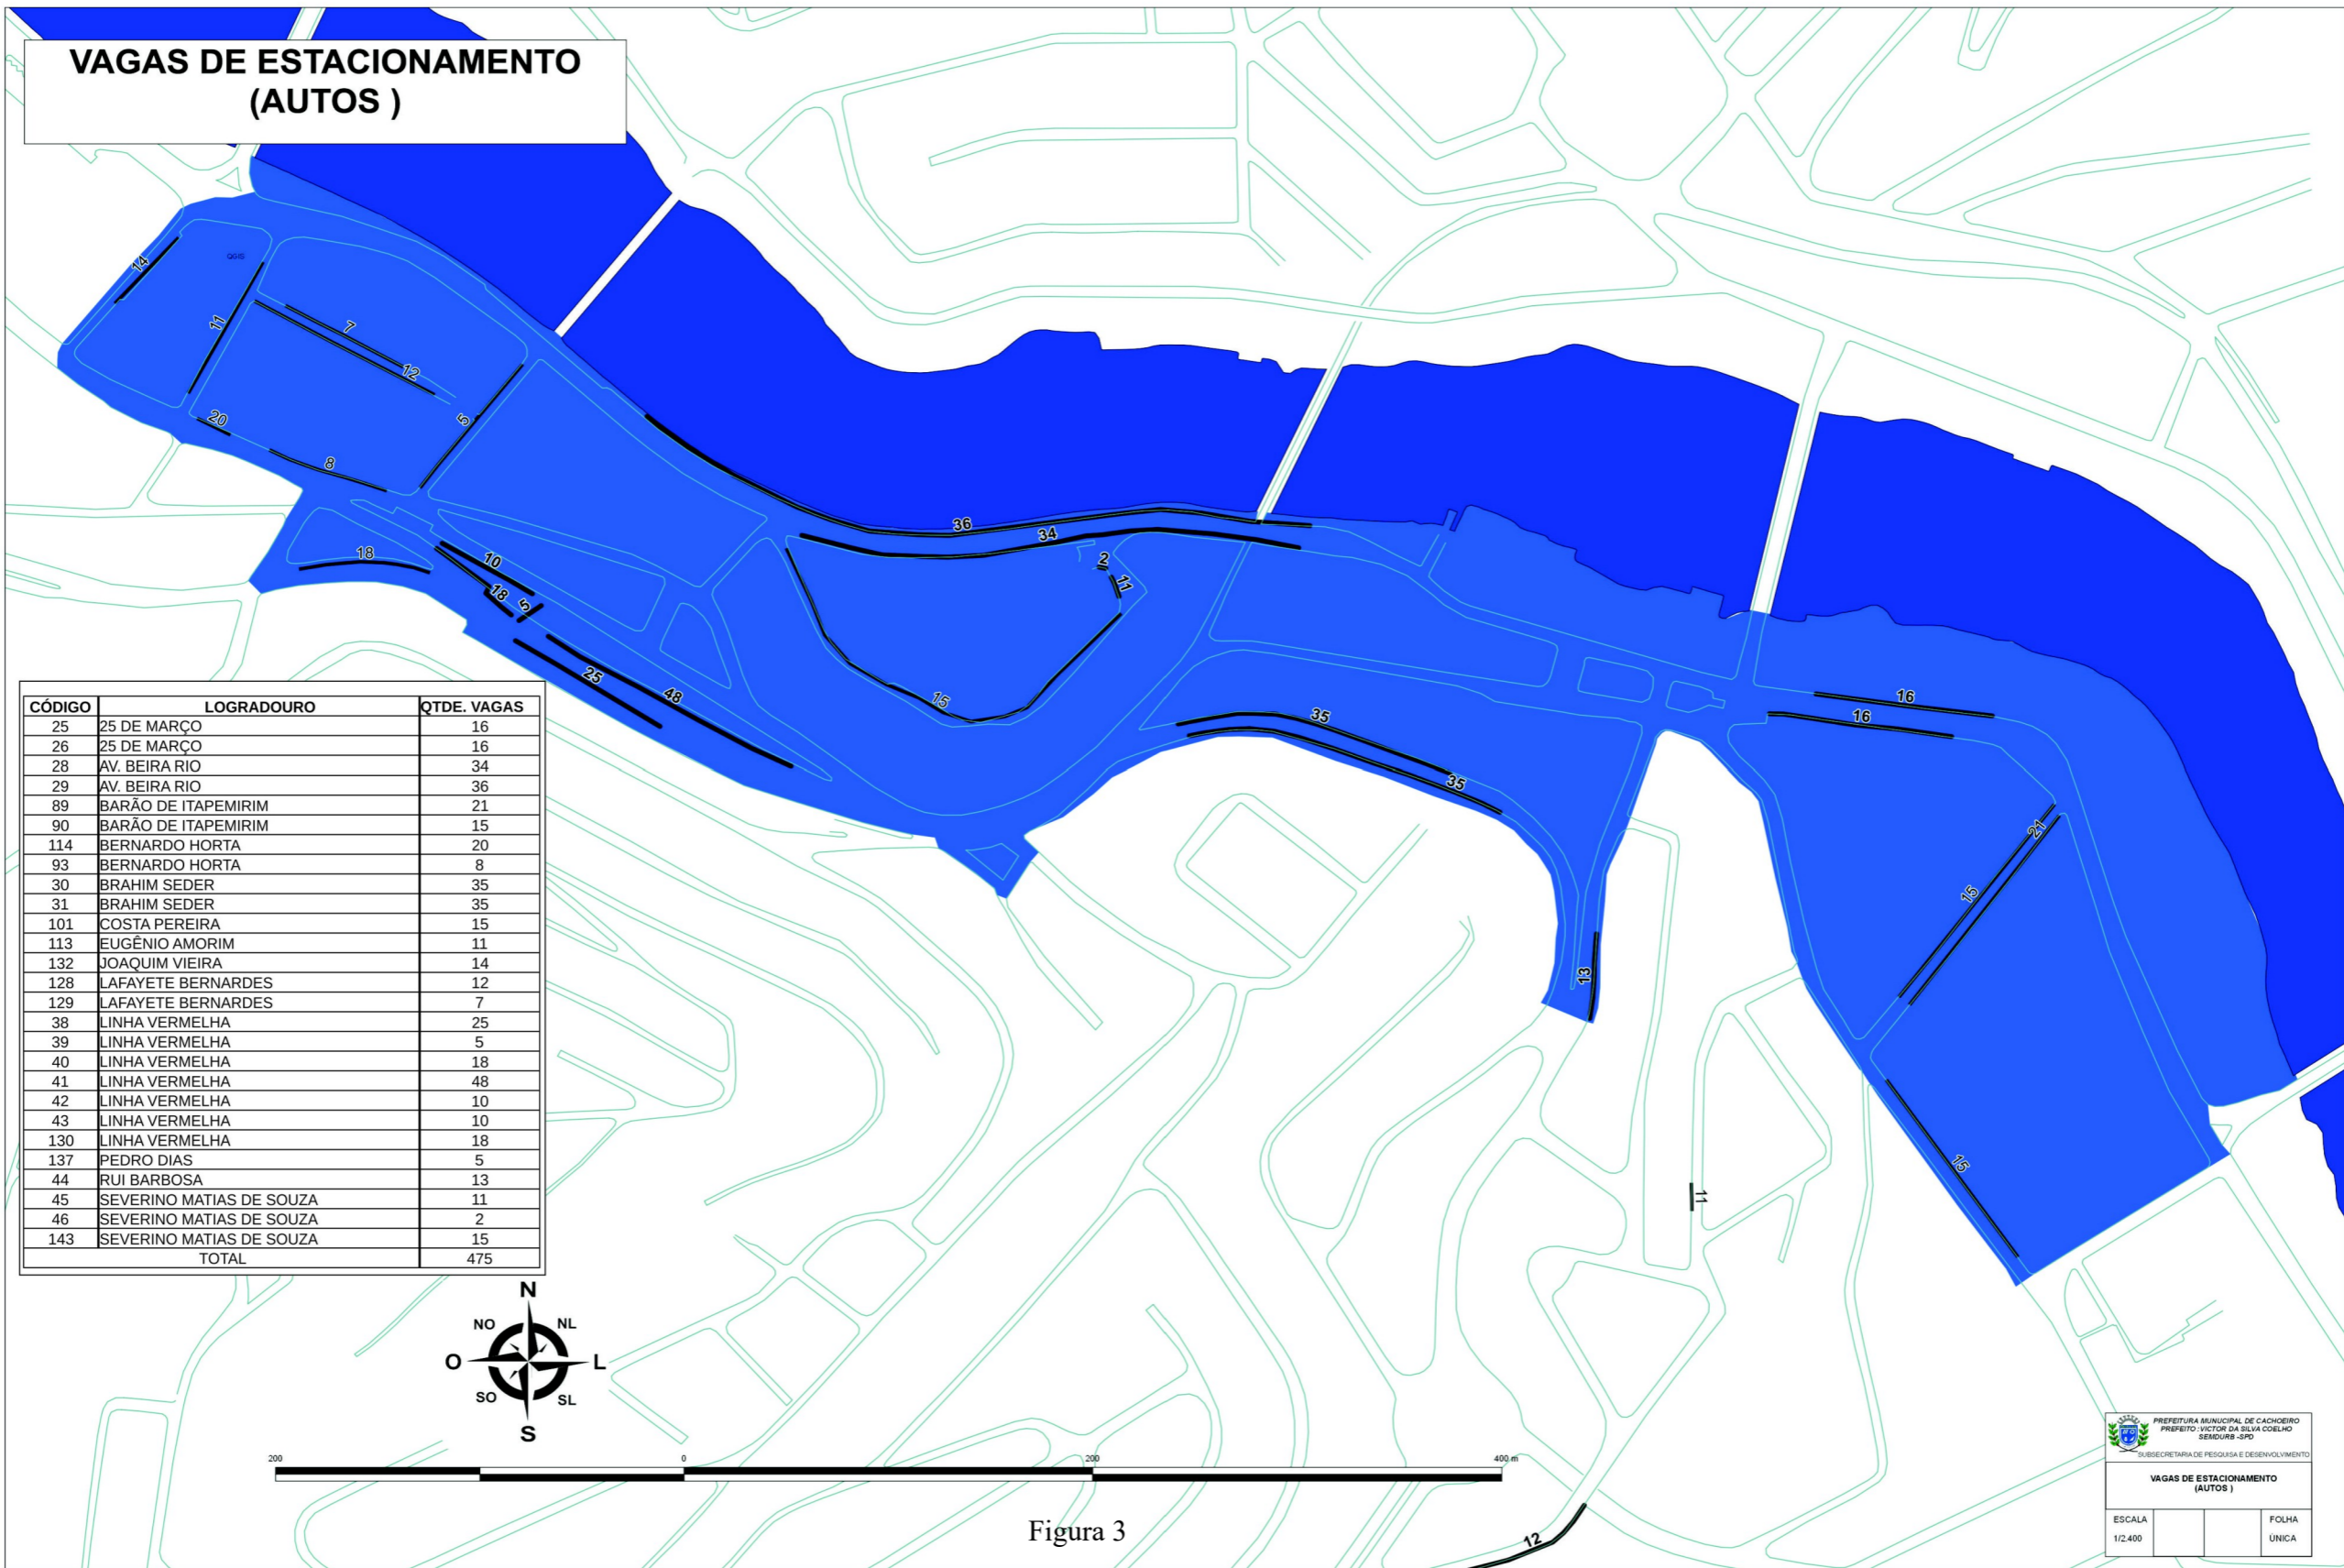 VAGAS DE ESTACIONAMENTO
(AUTOS )
QGIS
14
11
7
12
5
20
8
18
10
18
5
25
48
36
34
2
11
15
35
35
16
16
13
21
15
15
11
12
CÓDIGO LOGRADOURO QTDE. VAGAS
25 25 DE MARÇO 16
26 25 DE MARÇO 16
28 AV. BEIRA RIO 34
29 AV. BEIRA RIO 36
89 BARÃO DE ITAPEMIRIM 21
90 BARÃO DE ITAPEMIRIM 15
114 BERNARDO HORTA 20
93 BERNARDO HORTA 8
30 BRAHIM SEDER 35
31 BRAHIM SEDER 35
101 COSTA PEREIRA 15
113 EUGÊNIO AMORIM 11
132 JOAQUIM VIEIRA 14
128 LAFAYETE BERNARDES 12
129 LAFAYETE BERNARDES 7
38 LINHA VERMELHA 25
39 LINHA VERMELHA 5
40 LINHA VERMELHA 18
41 LINHA VERMELHA 48
42 LINHA VERMELHA 10
43 LINHA VERMELHA 10
130 LINHA VERMELHA 18
137 PEDRO DIAS 5
44 RUI BARBOSA 13
45 SEVERINO MATIAS DE SOUZA 11
46 SEVERINO MATIAS DE SOUZA 2
143 SEVERINO MATIAS DE SOUZA 15
TOTAL 475
N
NO NL
O L
SO SL
S
200 0 200 400 m
Figura 3
PREFEITURA MUNUCIPAL DE CACHOEIRO
PREFEITO : VICTOR DA SILVA COELHO
SEMDURB -SPD
SUBSECRETARIA DE PESQUISA E DESENVOLVIMENTO
VAGAS DE ESTACIONAMENTO
(AUTOS )
ESCALA FOLHA
1/2.400 ÚNICA